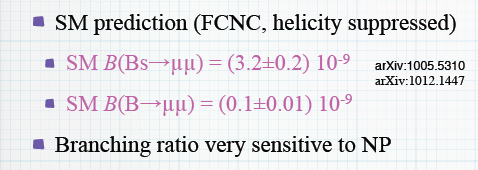 SM prediction (FCNC, helicity suppressed)
SM B(Bs→μμ) = (3.2±0.2) 10⁻⁹ arXiv:1005.5310
arXiv:1012.1447
SM B(B→μμ) = (0.1±0.01) 10⁻⁹
Branching ratio very sensitive to NP